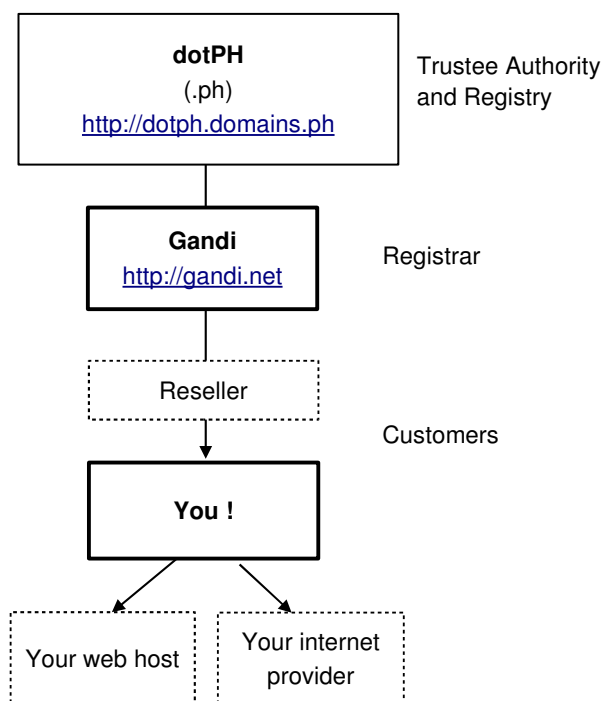 dotPH
(.ph)
http://dotph.domains.ph
Trustee Authority
and Registry
Gandi
http://gandi.net
Registrar
Reseller
Customers
You !
Your web host
Your internet
provider